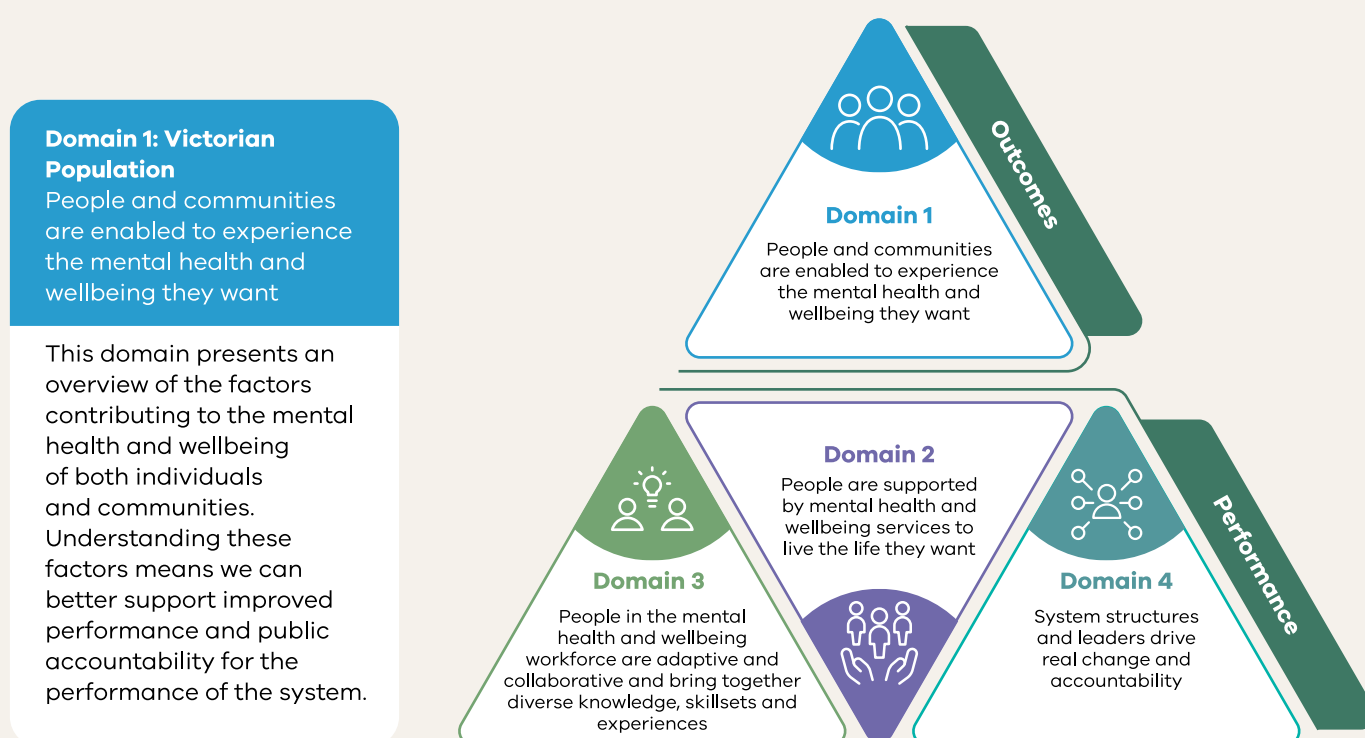 Domain 1: Victorian
Population
People and communities
are enabled to experience
the mental health and
wellbeing they want
This domain presents an
overview of the factors
contributing to the mental
health and wellbeing
of both individuals
and communities.
Understanding these
factors means we can
better support improved
performance and public
accountability for the
performance of the system.
Domain 1
People and communities
are enabled to experience
the mental health and
wellbeing they want
Outcomes
Domain 2
People are supported
by mental health and
wellbeing services to
live the life they want
Domain 3
People in the mental
health and wellbeing
workforce are adaptive and
collaborative and bring together
diverse knowledge, skillsets and
experiences
Domain 4
System structures
and leaders drive
real change and
accountability
Performance